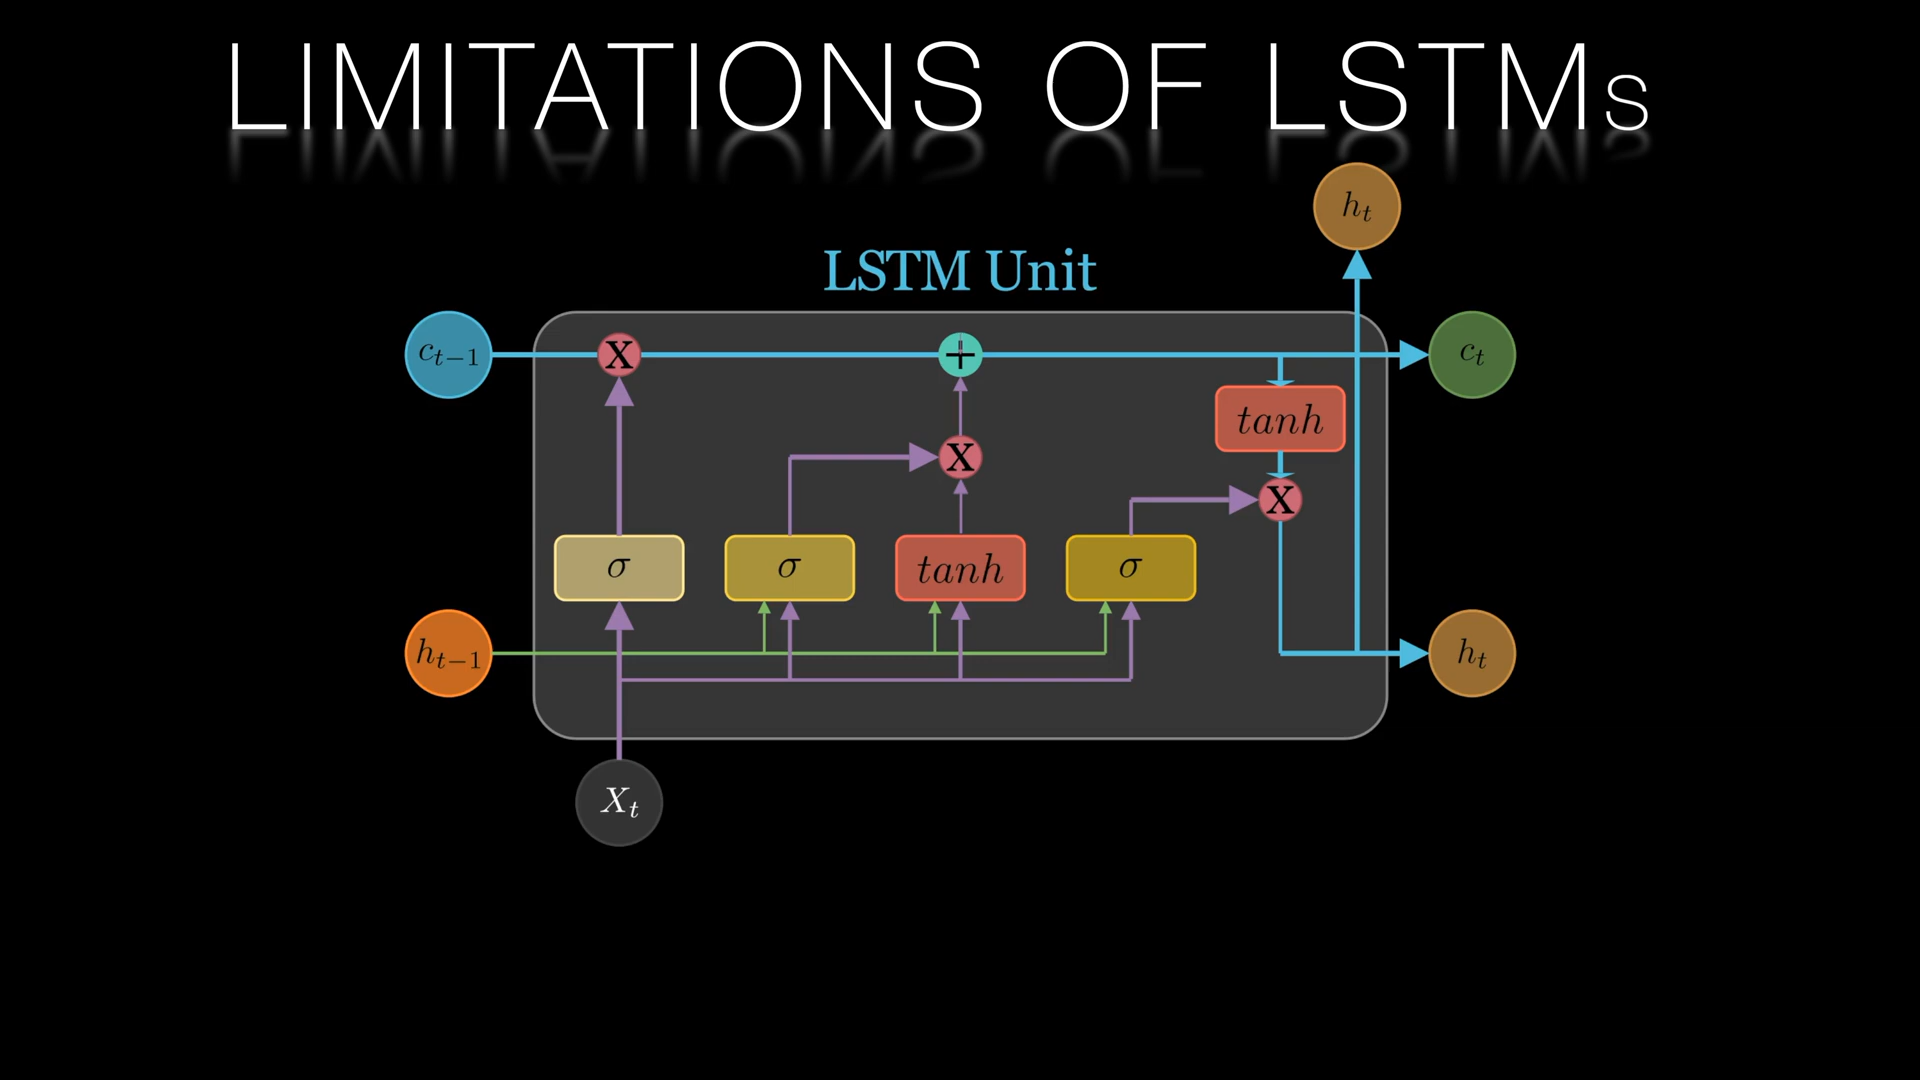 LIMITATIONS OF LSTMs
h_t
LSTM Unit
c_{t-1} X + c_t
tanh
X X
σ σ tanh σ
h_{t-1} h_t
X_t